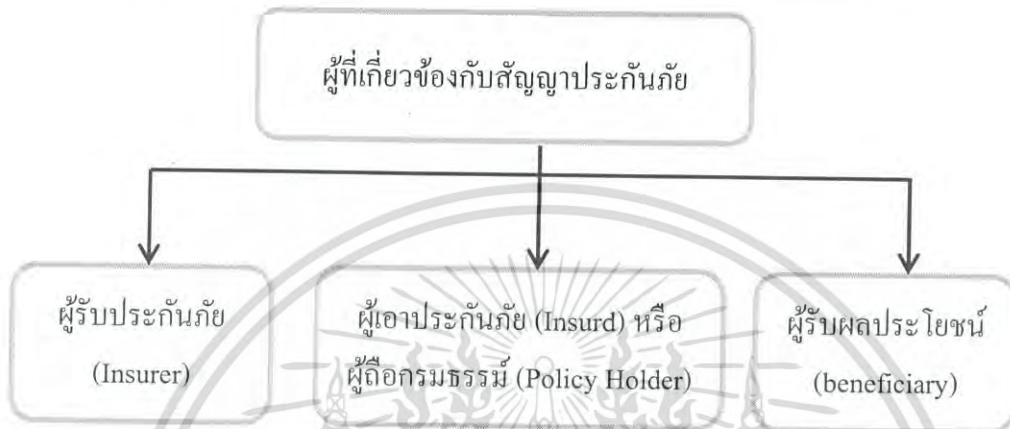 ผู้ที่เกี่ยวข้องกับสัญญาประกันภัย
ผู้รับประกันภัย
(Insurer)
ผู้เอาประกันภัย (Insurd) หรือ
ผู้ถือกรมธรรม์ (Policy Holder)
ผู้รับผลประโยชน์
(beneficiary)